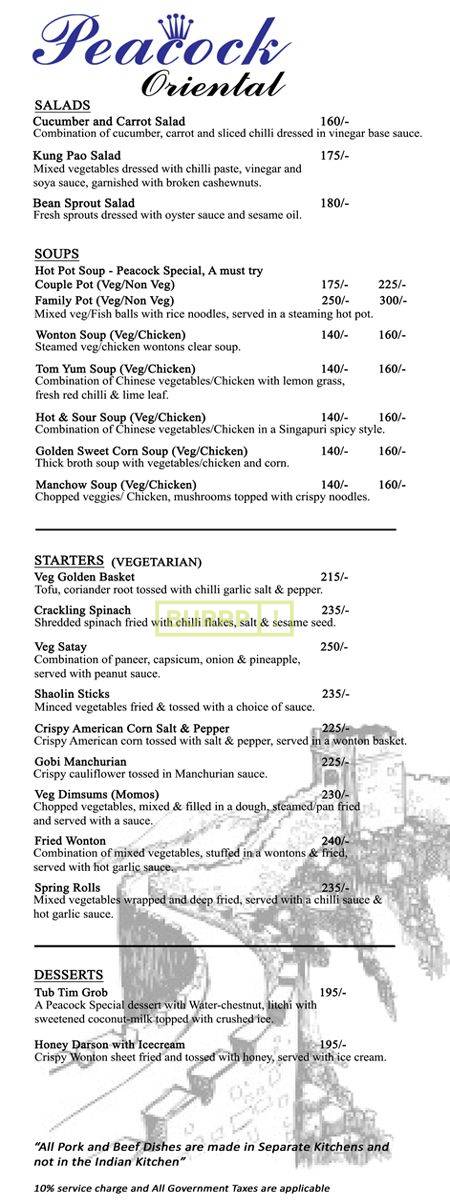 Peacock
Oriental
SALADS
Cucumber and Carrot Salad 160/-
Combination of cucumber, carrot and sliced chilli dressed in vinegar base sauce.
Kung Pao Salad 175/-
Mixed vegetables dressed with chilli paste, vinegar and
soya sauce, garnished with broken cashewnuts.
Bean Sprout Salad 180/-
Fresh sprouts dressed with oyster sauce and sesame oil.
SOUPS
Hot Pot Soup - Peacock Special, A must try
Couple Pot (Veg/Non Veg) 175/- 225/-
Family Pot (Veg/Non Veg) 250/- 300/-
Mixed veg/Fish balls with rice noodles, served in a steaming hot pot.
Wonton Soup (Veg/Chicken) 140/- 160/-
Steamed veg/chicken wontons clear soup.
Tom Yum Soup (Veg/Chicken) 140/- 160/-
Combination of Chinese vegetables/Chicken with lemon grass,
fresh red chilli & lime leaf.
Hot & Sour Soup (Veg/Chicken) 140/- 160/-
Combination of Chinese vegetables/Chicken in a Singapuri spicy style.
Golden Sweet Corn Soup (Veg/Chicken) 140/- 160/-
Thick broth soup with vegetables/chicken and corn.
Manchow Soup (Veg/Chicken) 140/- 160/-
Chopped veggies/ Chicken, mushrooms topped with crispy noodles.
STARTERS (VEGETARIAN)
Veg Golden Basket 215/-
Tofu, coriander root tossed with chilli garlic salt & pepper.
Crackling Spinach 235/-
Shredded spinach fried with chilli flakes, salt & sesame seed.
BURRP!
Veg Satay 250/-
Combination of paneer, capsicum, onion & pineapple,
served with peanut sauce.
Shaolin Sticks 235/-
Minced vegetables fried & tossed with a choice of sauce.
Crispy American Corn Salt & Pepper 225/-
Crispy American corn tossed with salt & pepper, served in a wonton basket.
Gobi Manchurian 225/-
Crispy cauliflower tossed in Manchurian sauce.
Veg Dimsums (Momos) 230/-
Chopped vegetables, mixed & filled in a dough, steamed/pan fried
and served with a sauce.
Fried Wonton 240/-
Combination of mixed vegetables, stuffed in a wontons & fried,
served with hot garlic sauce.
Spring Rolls 235/-
Mixed vegetables wrapped and deep fried, served with a chilli sauce &
hot garlic sauce.
DESSERTS
Tub Tim Grob 195/-
A Peacock Special dessert with Water-chestnut, litchi with
sweetened coconut-milk topped with crushed ice.
Honey Darson with Icecream 195/-
Crispy Wonton sheet fried and tossed with honey, served with ice cream.
“All Pork and Beef Dishes are made in Separate Kitchens and
not in the Indian Kitchen”
10% service charge and All Government Taxes are applicable